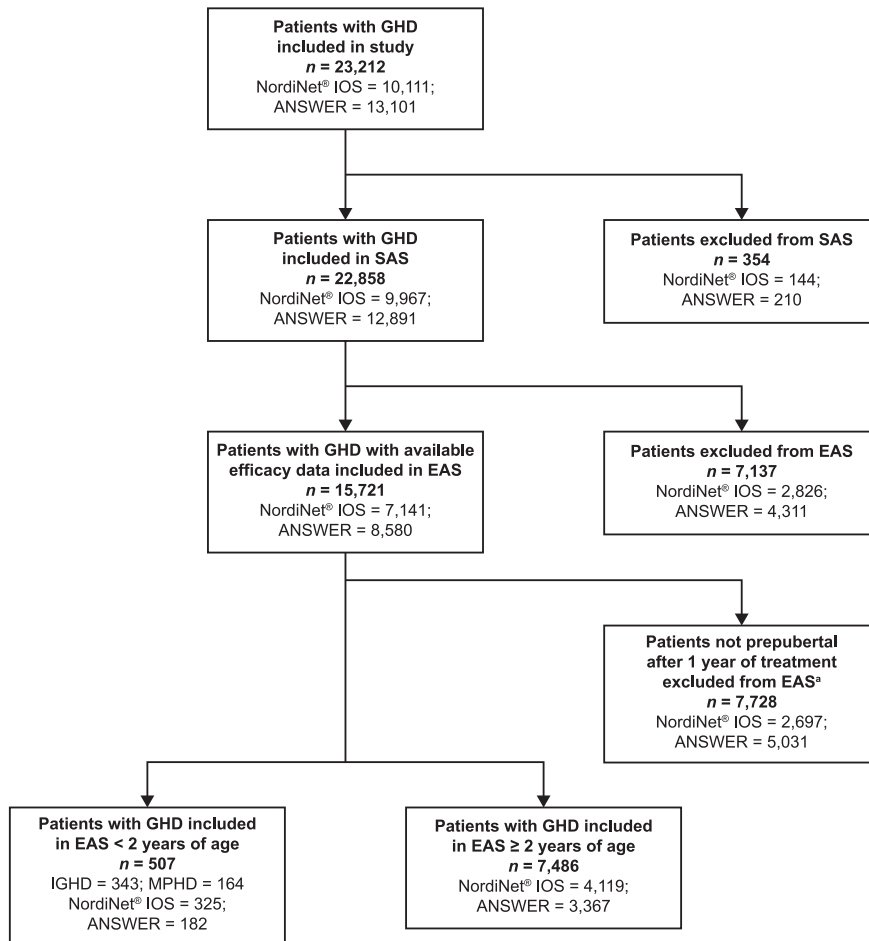 Patients with GHD
included in study
n = 23,212
NordiNet® IOS = 10,111;
ANSWER = 13,101
Patients with GHD
included in SAS
n = 22,858
NordiNet® IOS = 9,967;
ANSWER = 12,891
Patients excluded from SAS
n = 354
NordiNet® IOS = 144;
ANSWER = 210
Patients with GHD with available
efficacy data included in EAS
n = 15,721
NordiNet® IOS = 7,141;
ANSWER = 8,580
Patients excluded from EAS
n = 7,137
NordiNet® IOS = 2,826;
ANSWER = 4,311
Patients not prepubertal
after 1 year of treatment
excluded from EASᵃ
n = 7,728
NordiNet® IOS = 2,697;
ANSWER = 5,031
Patients with GHD included
in EAS < 2 years of age
n = 507
IGHD = 343; MPHD = 164
NordiNet® IOS = 325;
ANSWER = 182
Patients with GHD included
in EAS ≥ 2 years of age
n = 7,486
NordiNet® IOS = 4,119;
ANSWER = 3,367